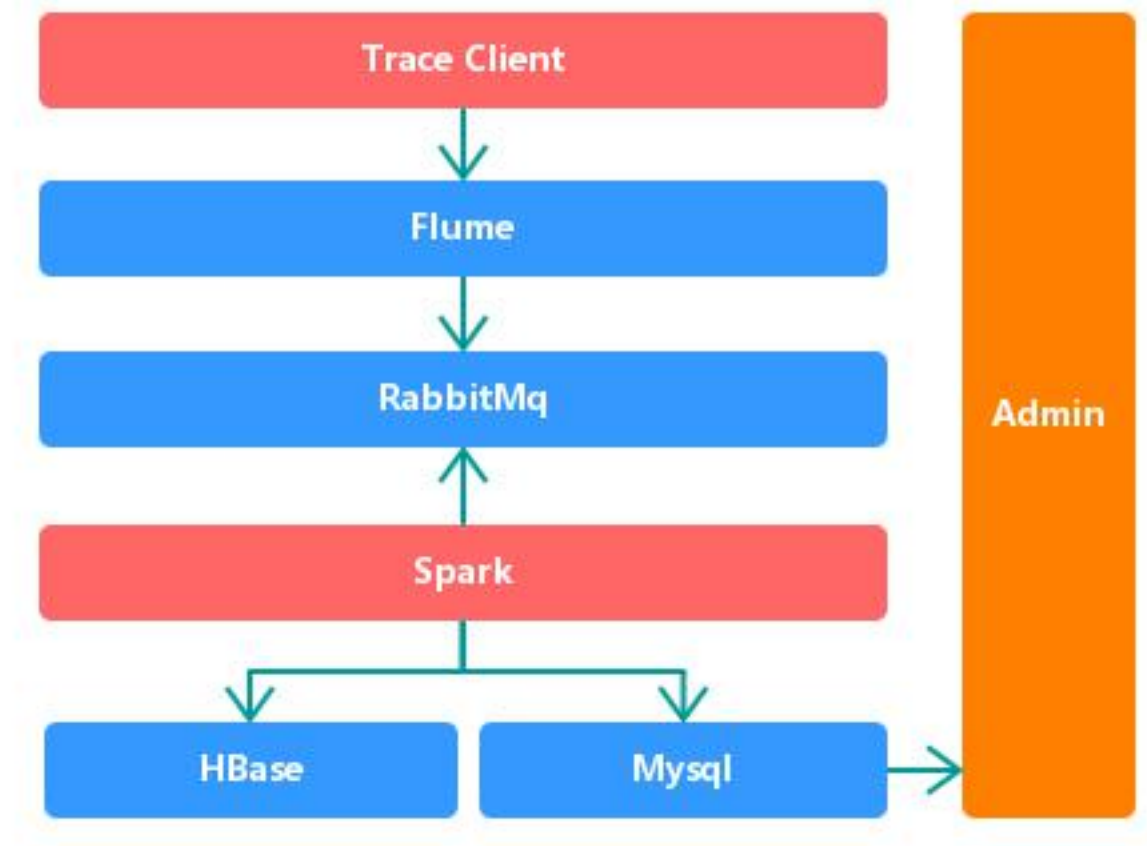 Trace Client
Flume
RabbitMq
Admin
Spark
HBase
Mysql